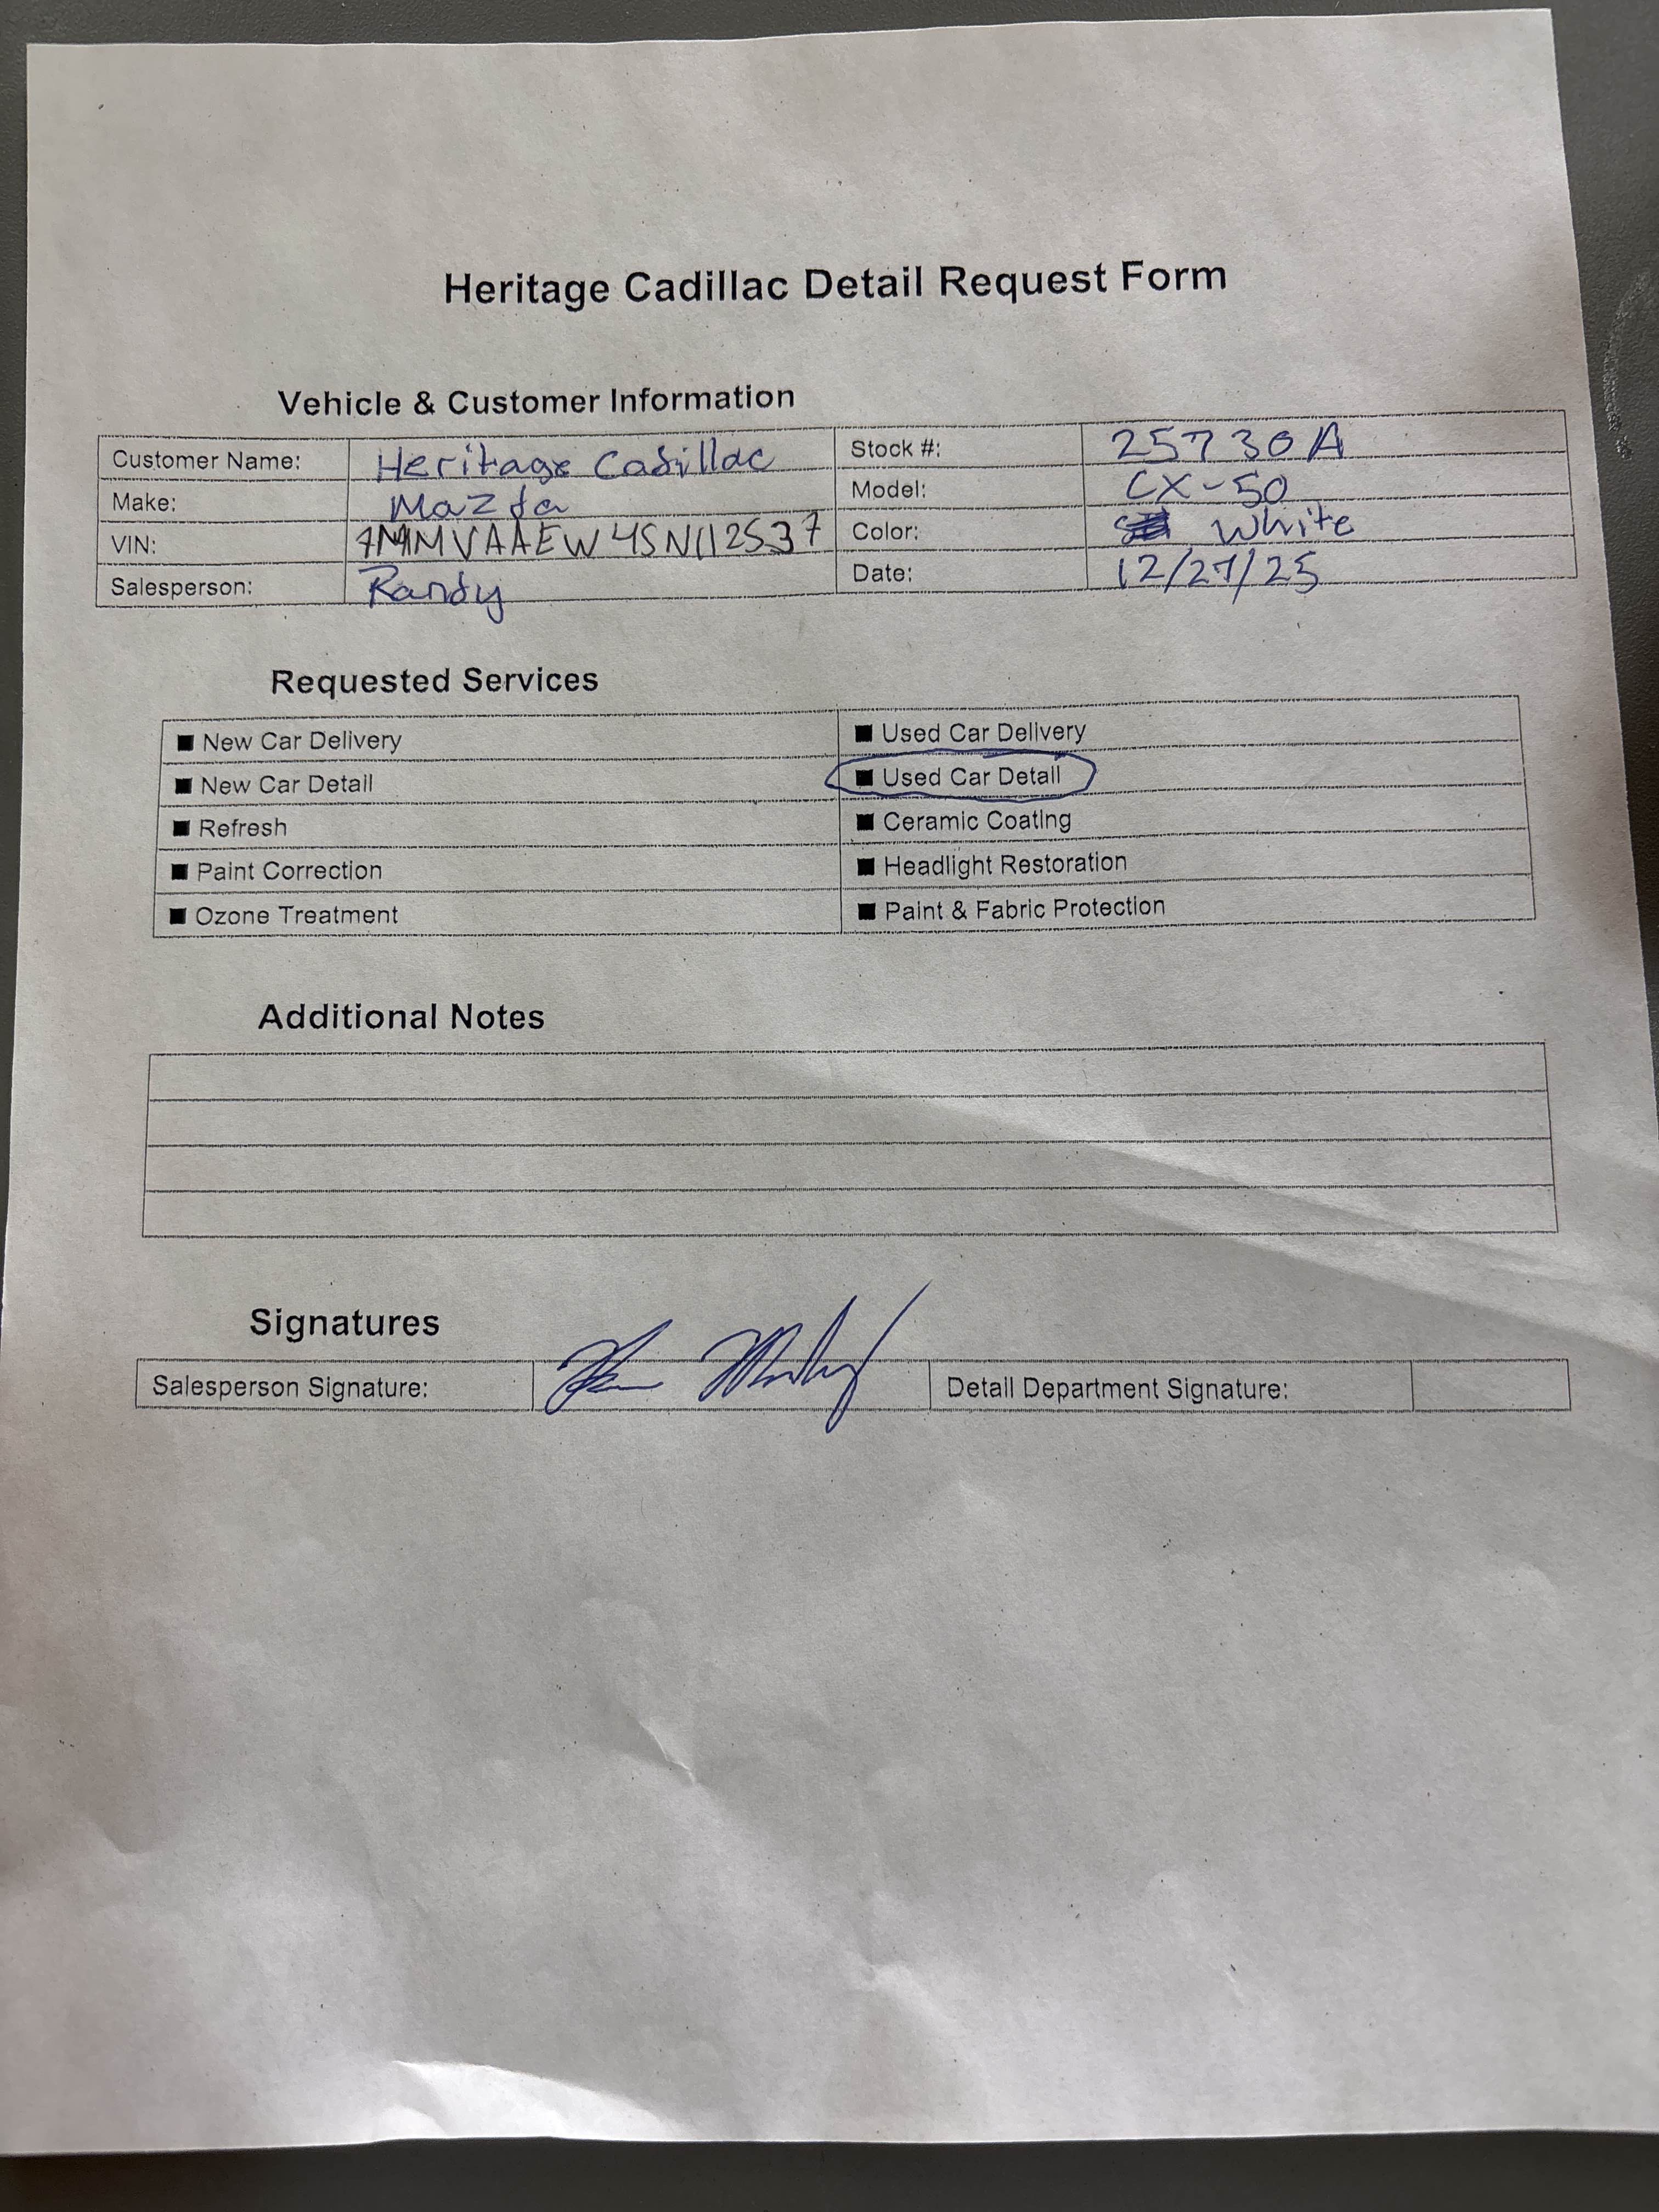 Heritage Cadillac Detail Request Form
Vehicle & Customer Information
Customer Name: Heritage Cadillac Stock #: 25730A
Make: Mazda Model: CX-50
VIN: 7MMVAAEW4SN112537 Color: White
Salesperson: Randy Date: 12/27/25
Requested Services
■ New Car Delivery ■ Used Car Delivery
■ New Car Detail ■ Used Car Detail
■ Refresh ■ Ceramic Coating
■ Paint Correction ■ Headlight Restoration
■ Ozone Treatment ■ Paint & Fabric Protection
Additional Notes
Signatures
Salesperson Signature: Detail Department Signature: